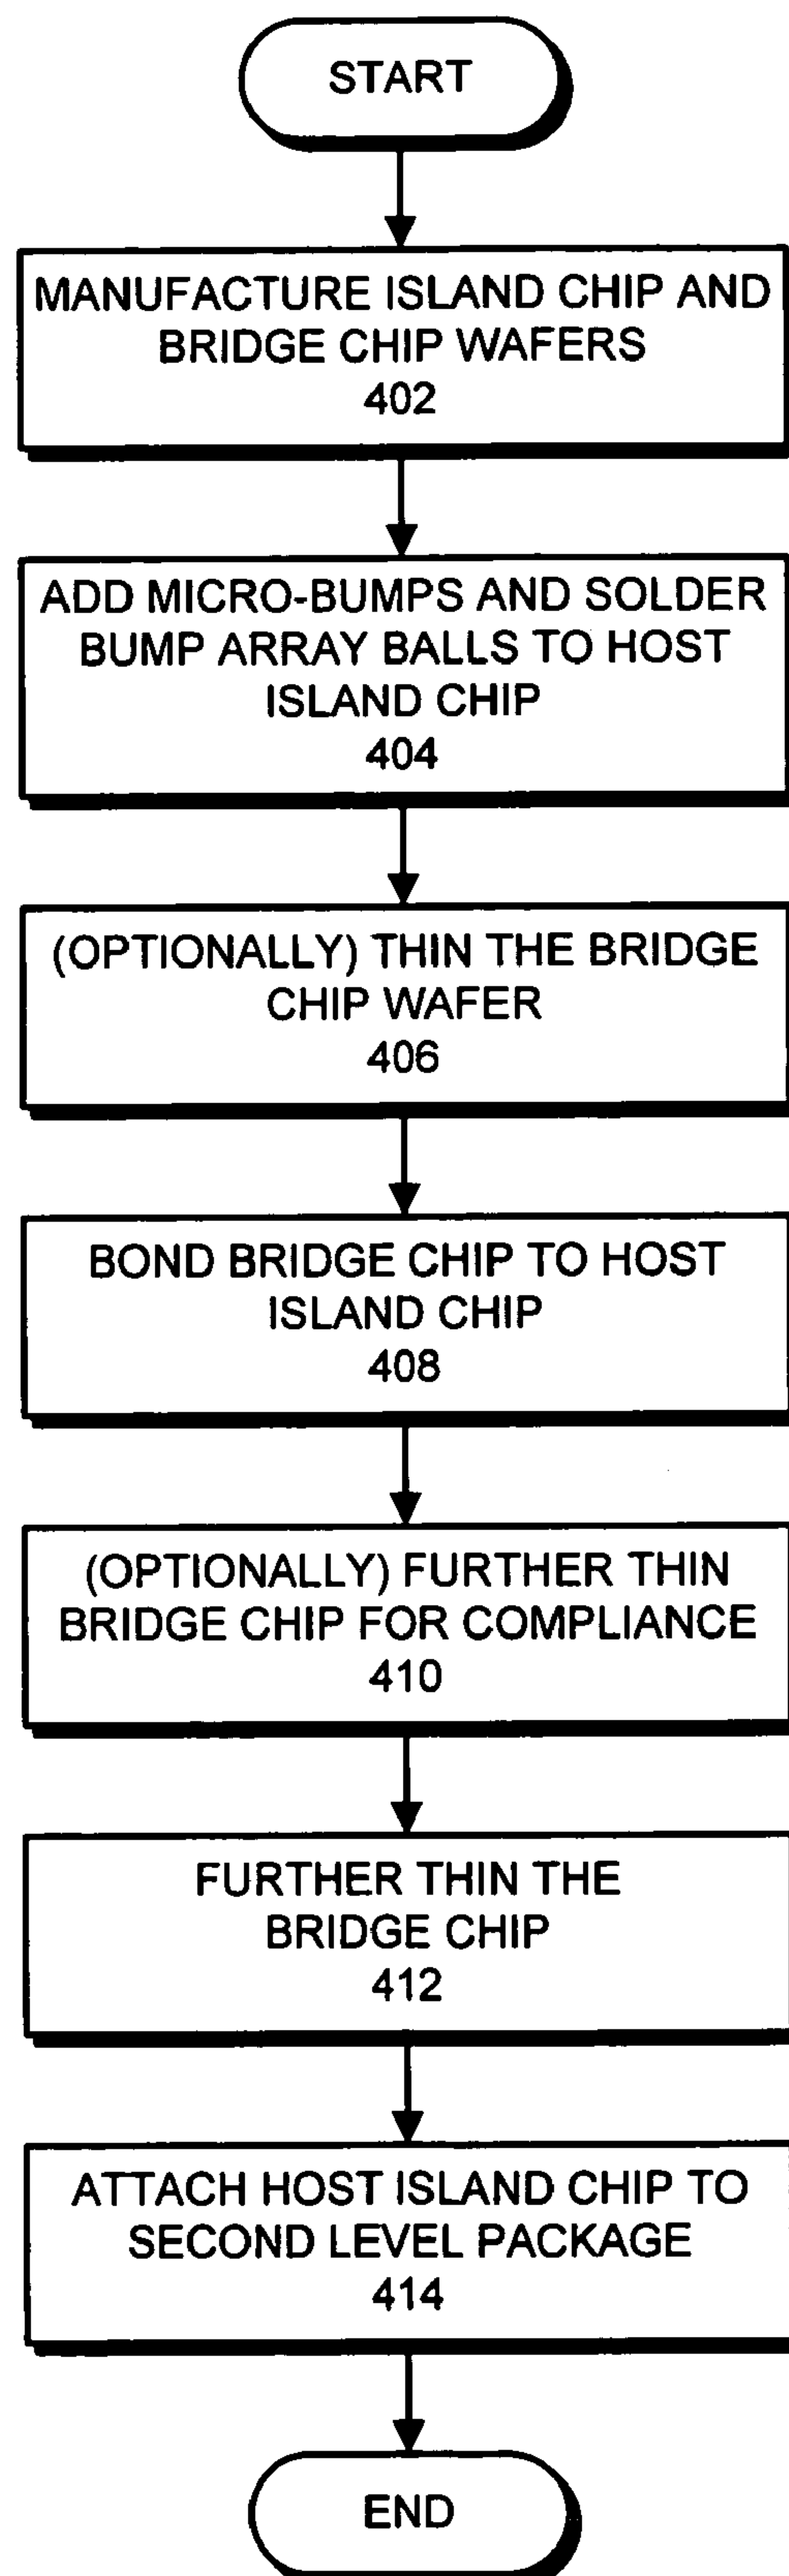 START
MANUFACTURE ISLAND CHIP AND
BRIDGE CHIP WAFERS
402
ADD MICRO-BUMPS AND SOLDER
BUMP ARRAY BALLS TO HOST
ISLAND CHIP
404
(OPTIONALLY) THIN THE BRIDGE
CHIP WAFER
406
BOND BRIDGE CHIP TO HOST
ISLAND CHIP
408
(OPTIONALLY) FURTHER THIN
BRIDGE CHIP FOR COMPLIANCE
410
FURTHER THIN THE
BRIDGE CHIP
412
ATTACH HOST ISLAND CHIP TO
SECOND LEVEL PACKAGE
414
END